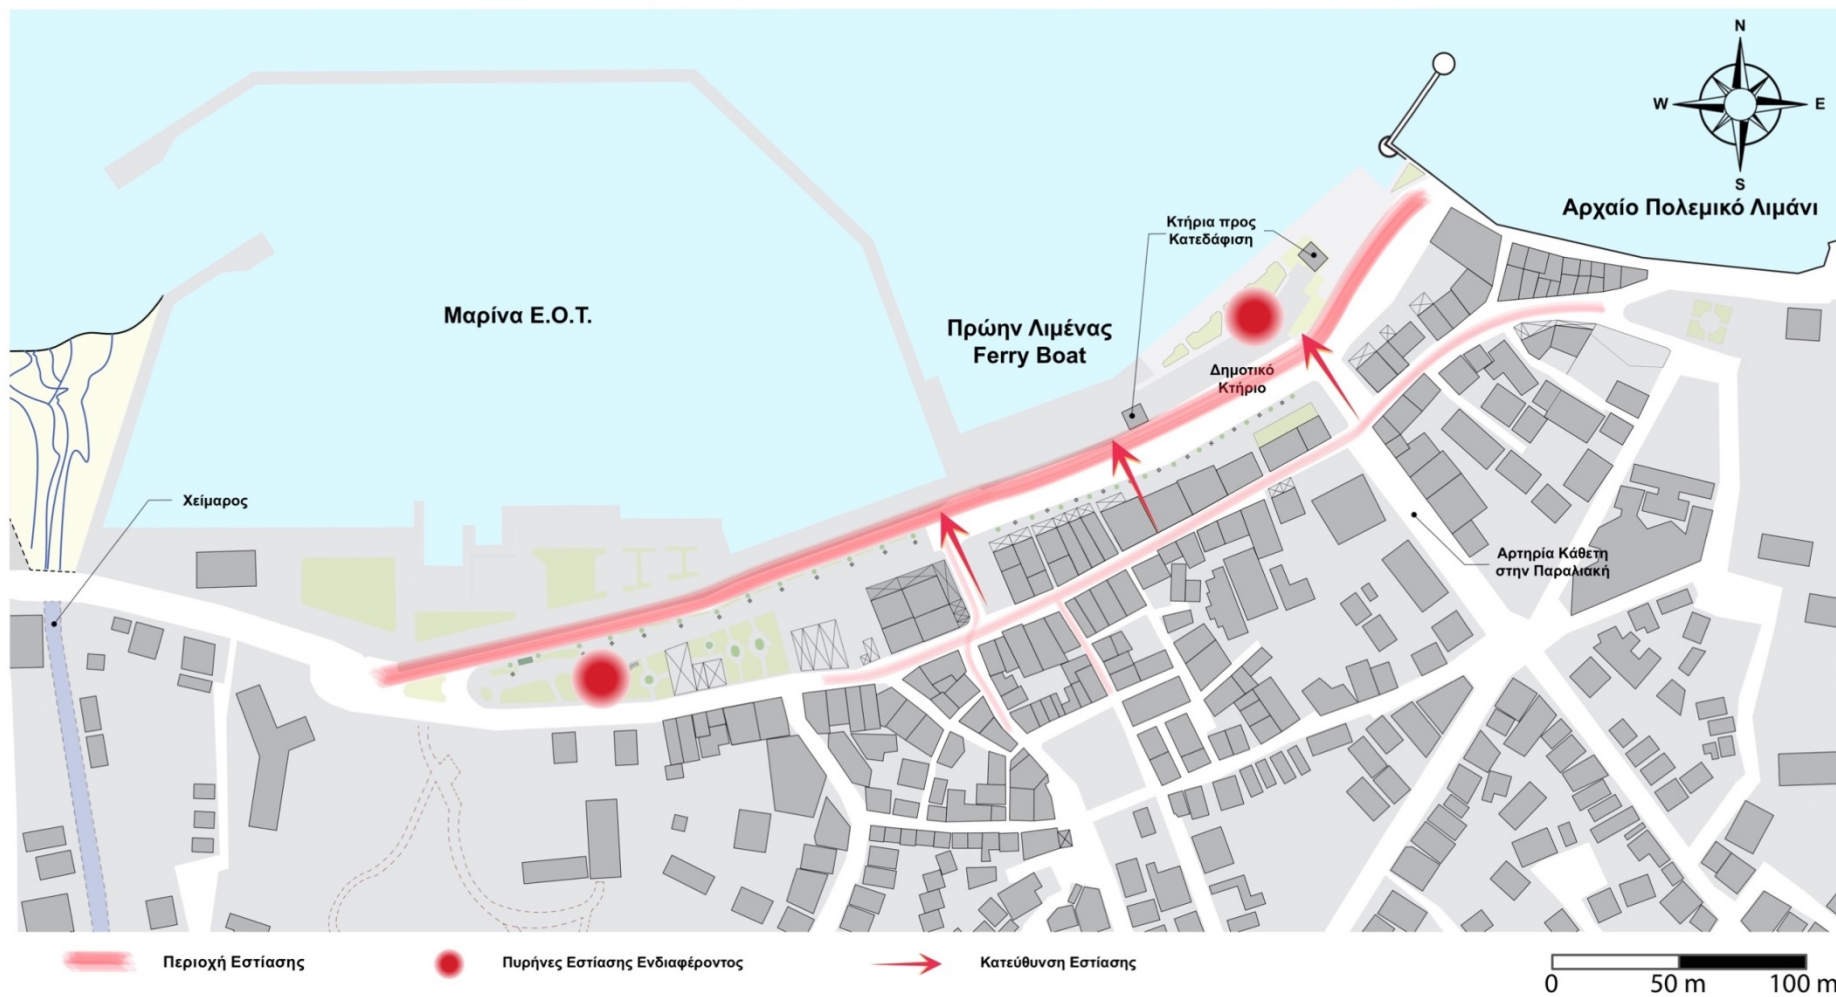 N
W
E
S
Αρχαίο Πολεμικό Λιμάνι
Κτήρια προς
Κατεδάφιση
Μαρίνα Ε.Ο.Τ.
Πρώην Λιμένας
Ferry Boat
Δημοτικό
Κτήριο
Χείμαρος
Αρτηρία Κάθετη
στην Παραλιακή
Περιοχή Εστίασης
Πυρήνες Εστίασης Ενδιαφέροντος
Κατεύθυνση Εστίασης
0 50 m 100 m